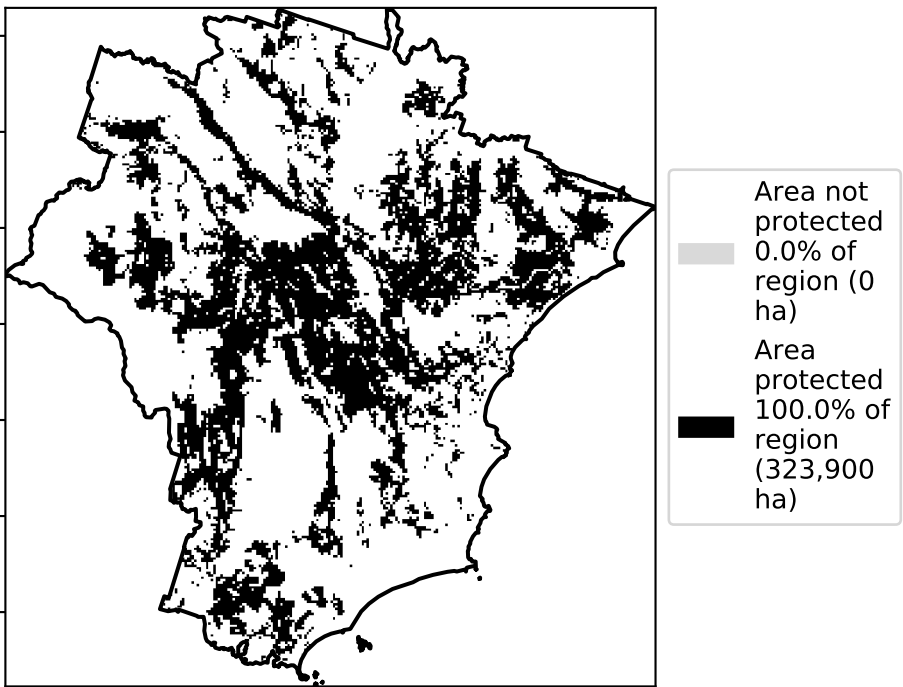 Area not
protected
0.0% of
region (0
ha)
Area
protected
100.0% of
region
(323,900
ha)